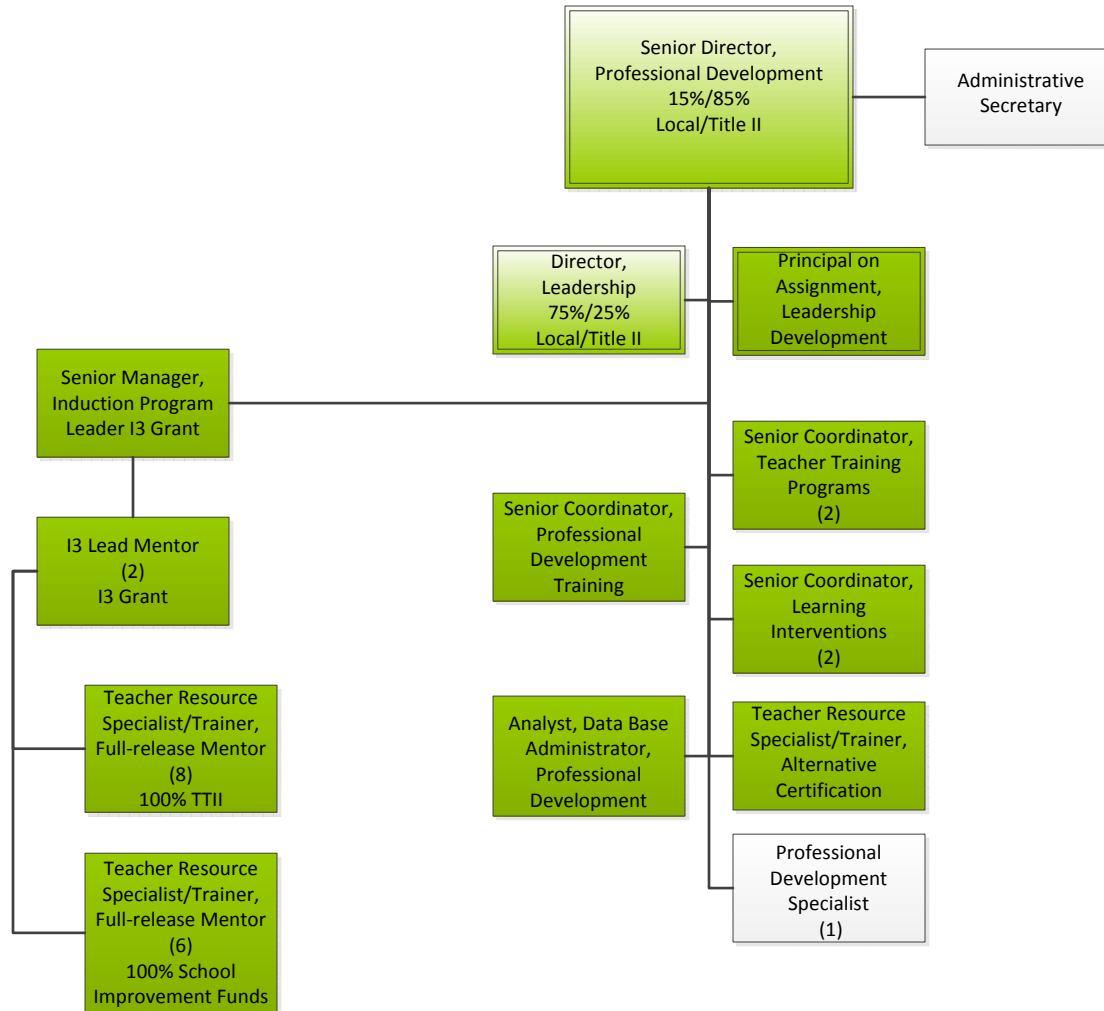 Senior Director,
Professional Development
15%/85%
Local/Title II
Administrative
Secretary
Director,
Leadership
75%/25%
Local/Title II
Principal on
Assignment,
Leadership
Development
Senior Manager,
Induction Program
Leader I3 Grant
Senior Coordinator,
Teacher Training
Programs
(2)
Senior Coordinator,
Professional
Development
Training
I3 Lead Mentor
(2)
I3 Grant
Senior Coordinator,
Learning
Interventions
(2)
Teacher Resource
Specialist/Trainer,
Full-release Mentor
(8)
100% TTII
Analyst, Data Base
Administrator,
Professional
Development
Teacher Resource
Specialist/Trainer,
Alternative
Certification
Professional
Development
Specialist
(1)
Teacher Resource
Specialist/Trainer,
Full-release Mentor
(6)
100% School
Improvement Funds